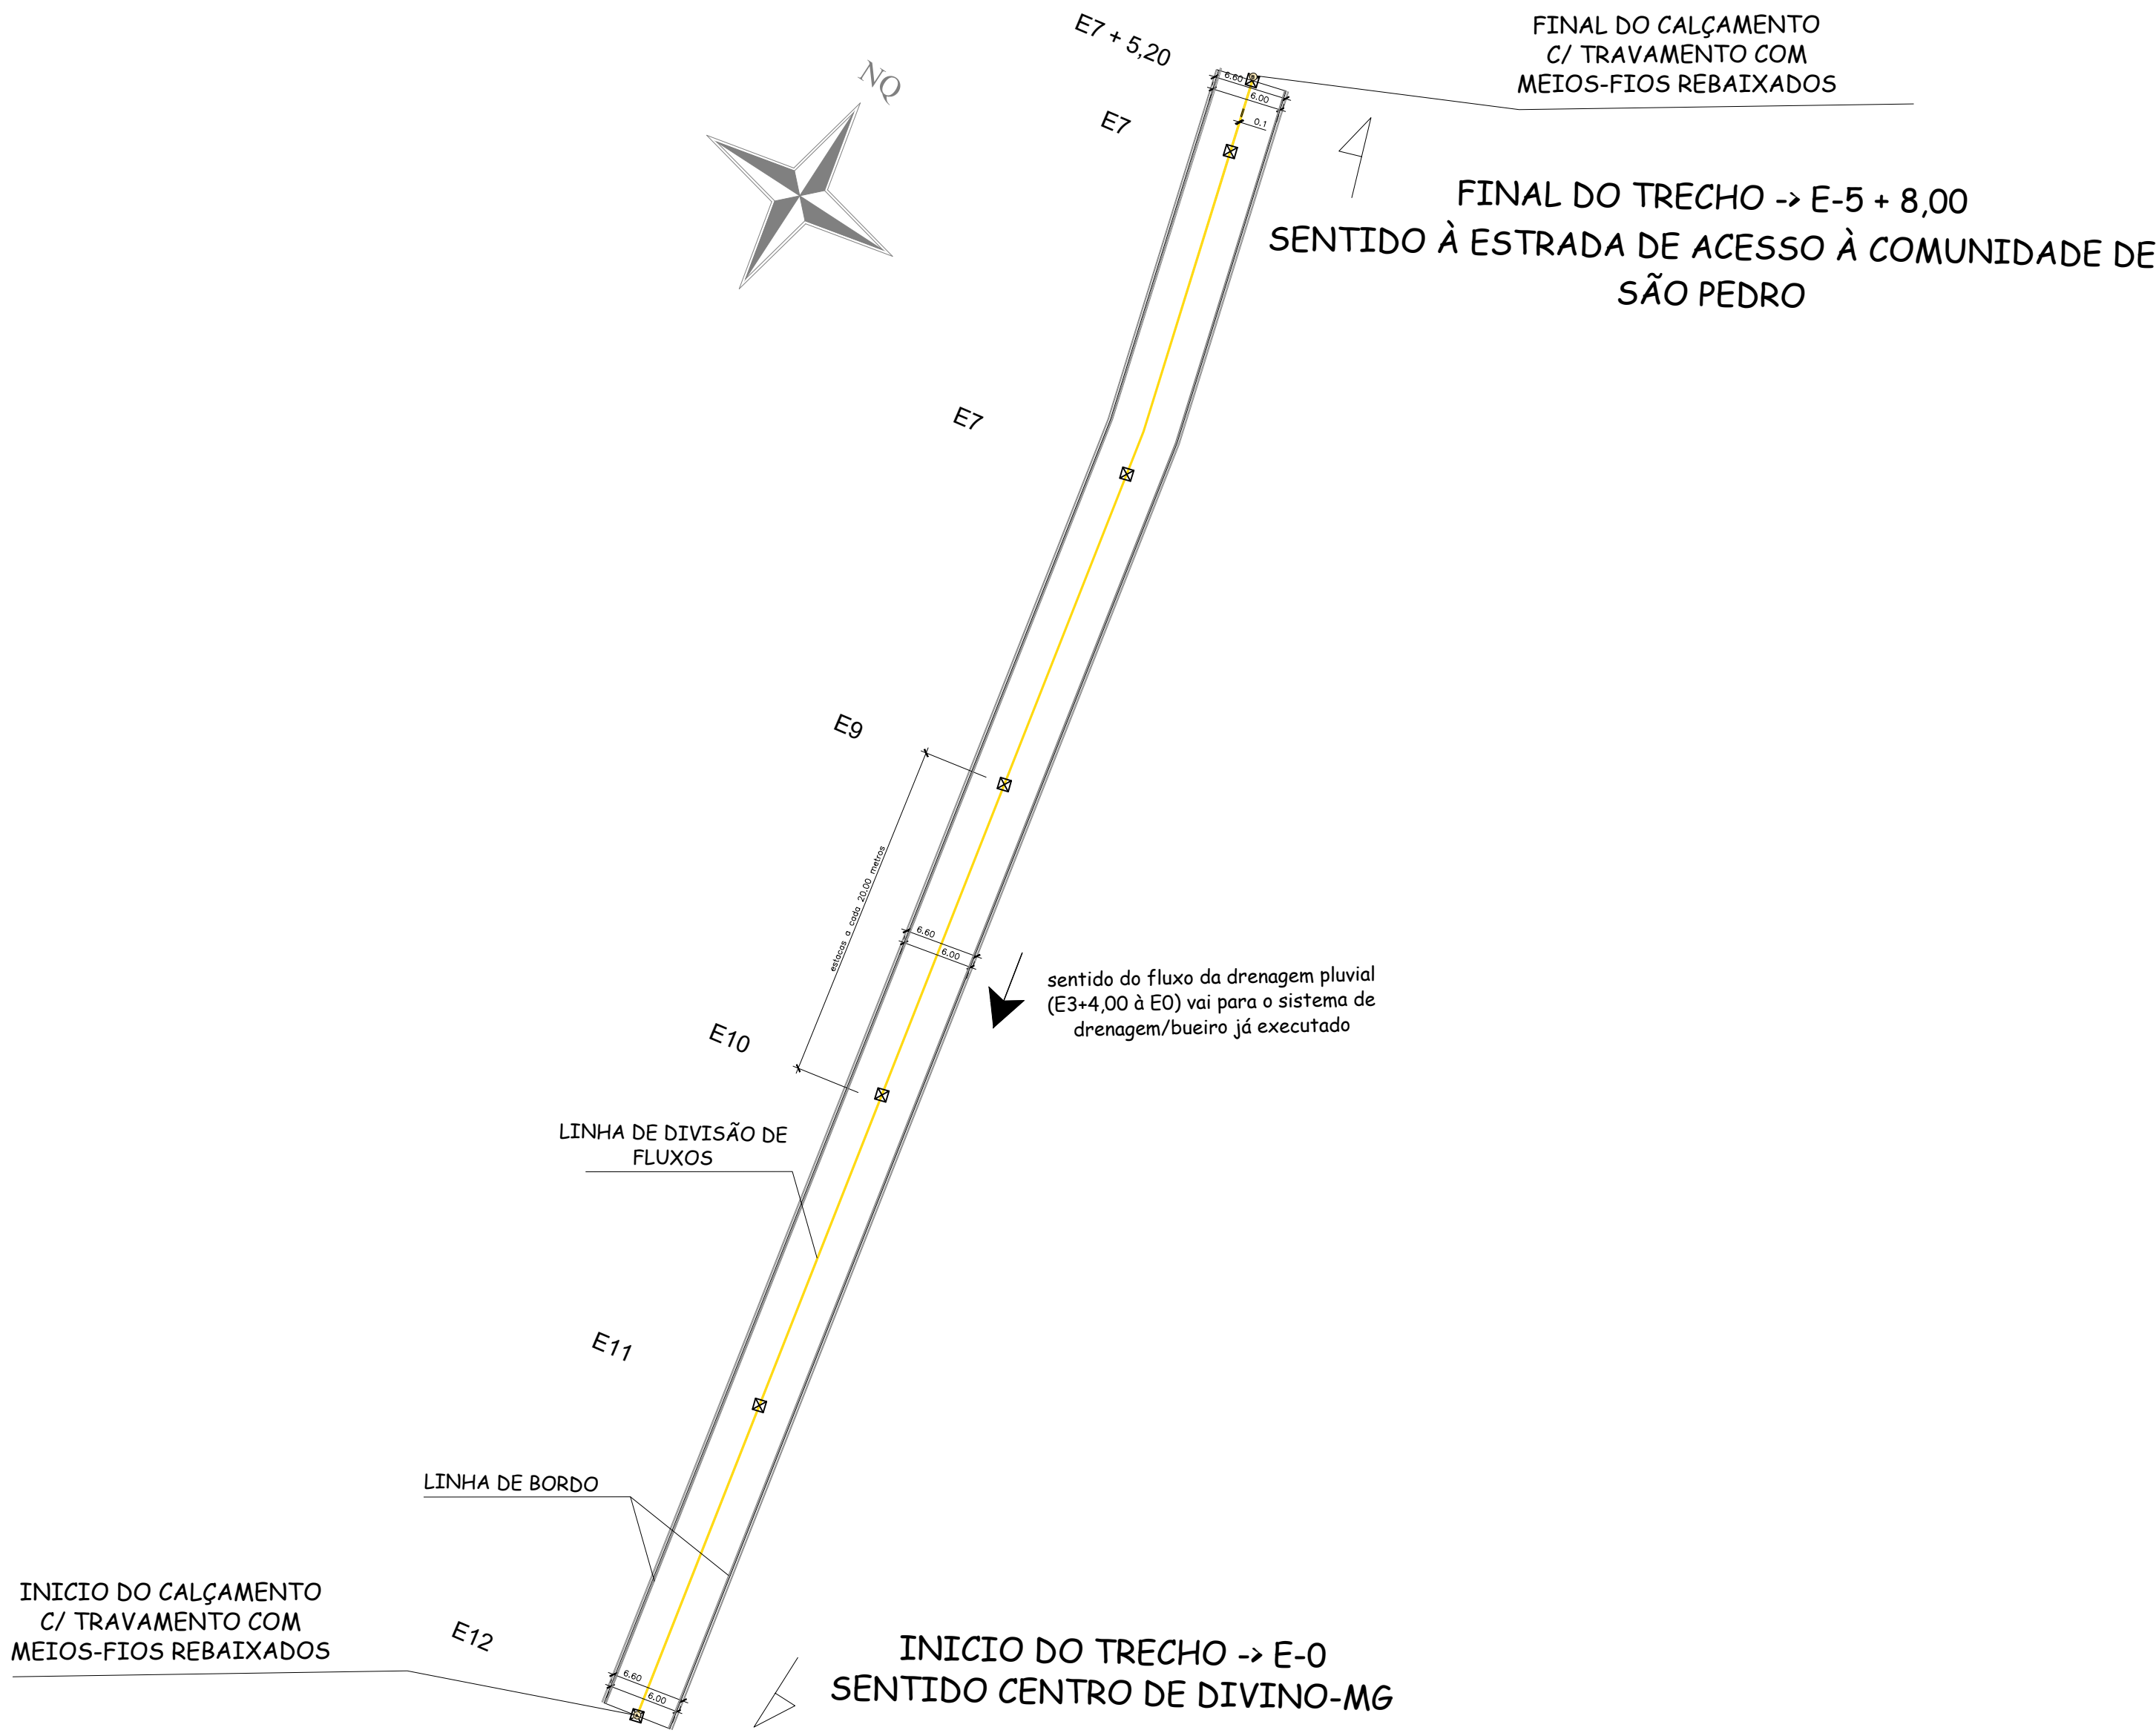 E7 + 5,20
FINAL DO CALÇAMENTO
C/ TRAVAMENTO COM
MEIOS-FIOS REBAIXADOS
NQ
6.60
6.00
0.1
E7
FINAL DO TRECHO -> E-5 + 8,00
SENTIDO À ESTRADA DE ACESSO À COMUNIDADE DE
SÃO PEDRO
E7
E9
estacas a cada 20.00 metros
6.60
6.00
sentido do fluxo da drenagem pluvial
(E3+4,00 à E0) vai para o sistema de
drenagem/bueiro já executado
E10
LINHA DE DIVISÃO DE
FLUXOS
E11
LINHA DE BORDO
INICIO DO CALÇAMENTO
C/ TRAVAMENTO COM
MEIOS-FIOS REBAIXADOS
E12
6.60
6.00
INICIO DO TRECHO -> E-0
SENTIDO CENTRO DE DIVINO-MG